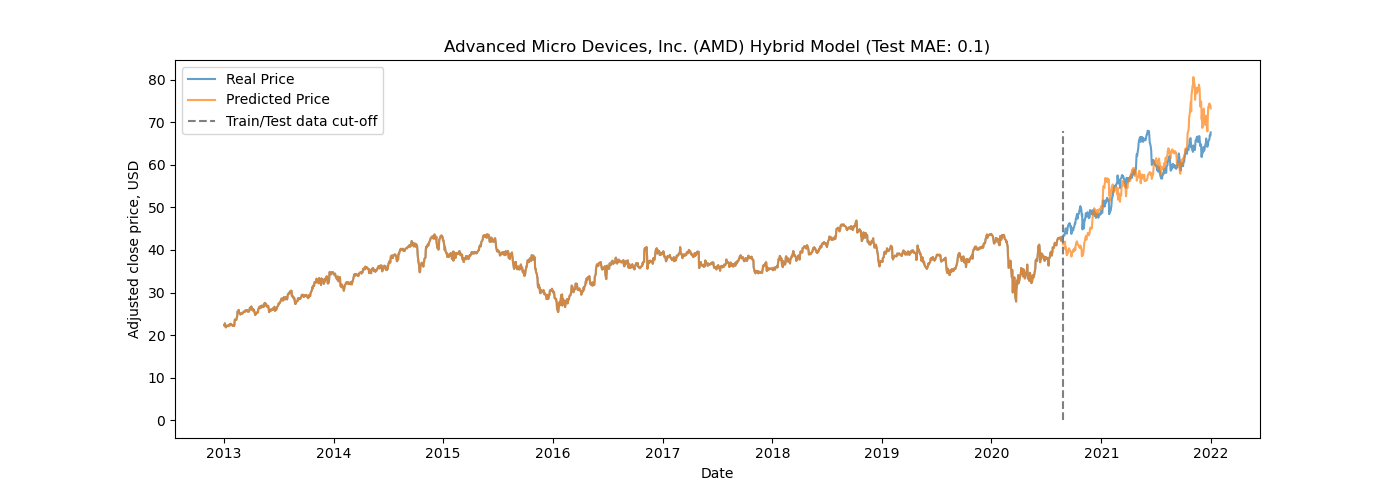 Advanced Micro Devices, Inc. (AMD) Hybrid Model (Test MAE: 0.1)
Real Price
Predicted Price
Train/Test data cut-off
Adjusted close price, USD
80
70
60
50
40
30
20
10
0
2013 2014 2015 2016 2017 2018 2019 2020 2021 2022
Date